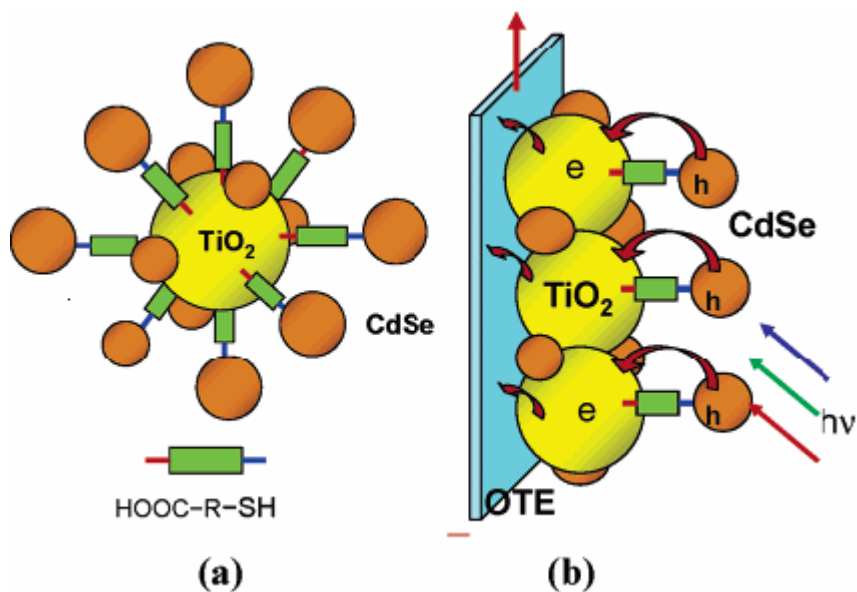 TiO₂
CdSe
HOOC-R-SH
(a)
e
h
CdSe
TiO₂
h
e
h
hν
OTE
(b)